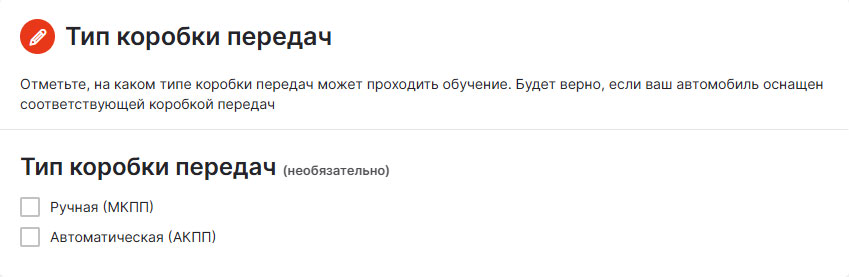 Тип коробки передач
Отметьте, на каком типе коробки передач может проходить обучение. Будет верно, если ваш автомобиль оснащен
соответствующей коробкой передач
Тип коробки передач (необязательно)
Ручная (МКПП)
Автоматическая (АКПП)